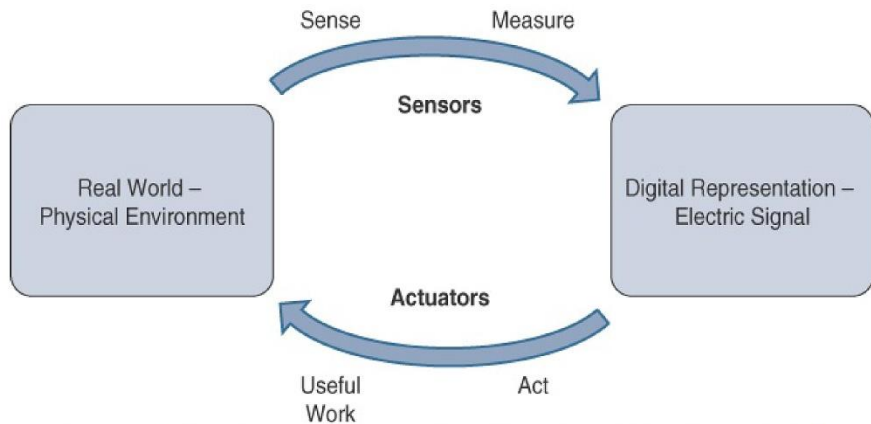 Sense
Measure
Sensors
Real World –
Physical Environment
Digital Representation –
Electric Signal
Actuators
Useful
Work
Act